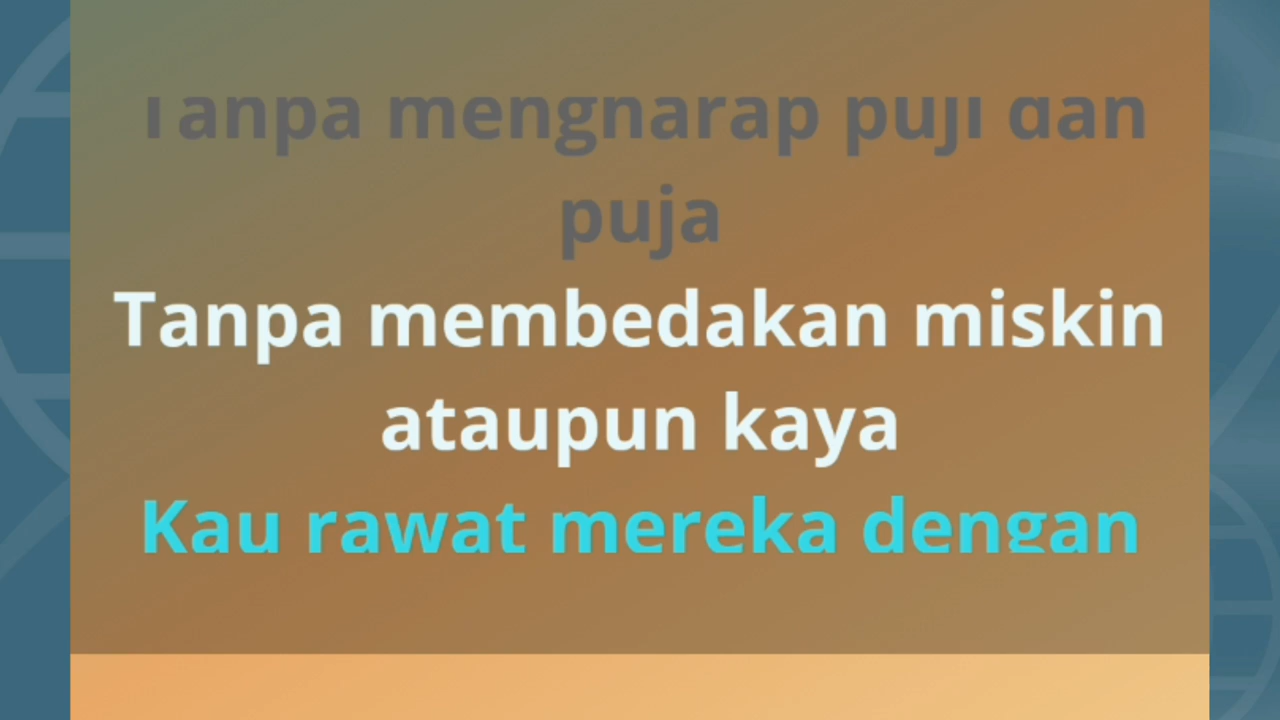 Tanpa mengharap puji dan
puja
Tanpa membedakan miskin
ataupun kaya
Kau rawat mereka dengan